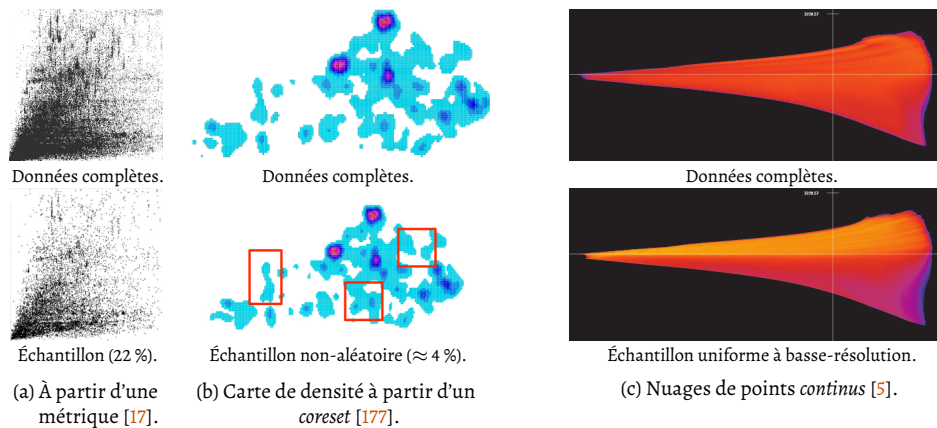 Données complètes.
Données complètes.
Données complètes.
Échantillon (22 %).
Échantillon non-aléatoire (≈ 4 %).
Échantillon uniforme à basse-résolution.
(a) À partir d'une
métrique [17].
(b) Carte de densité à partir d'un
coreset [177].
(c) Nuages de points continus [5].